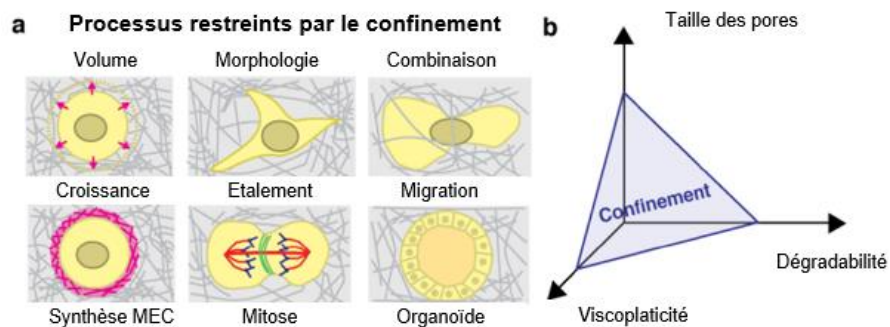 a Processus restreints par le confinement
Volume Morphologie Combinaison
Croissance Etalement Migration
Synthèse MEC Mitose Organoïde
b
Taille des pores
Confinement
Dégradabilité
Viscoplaticité